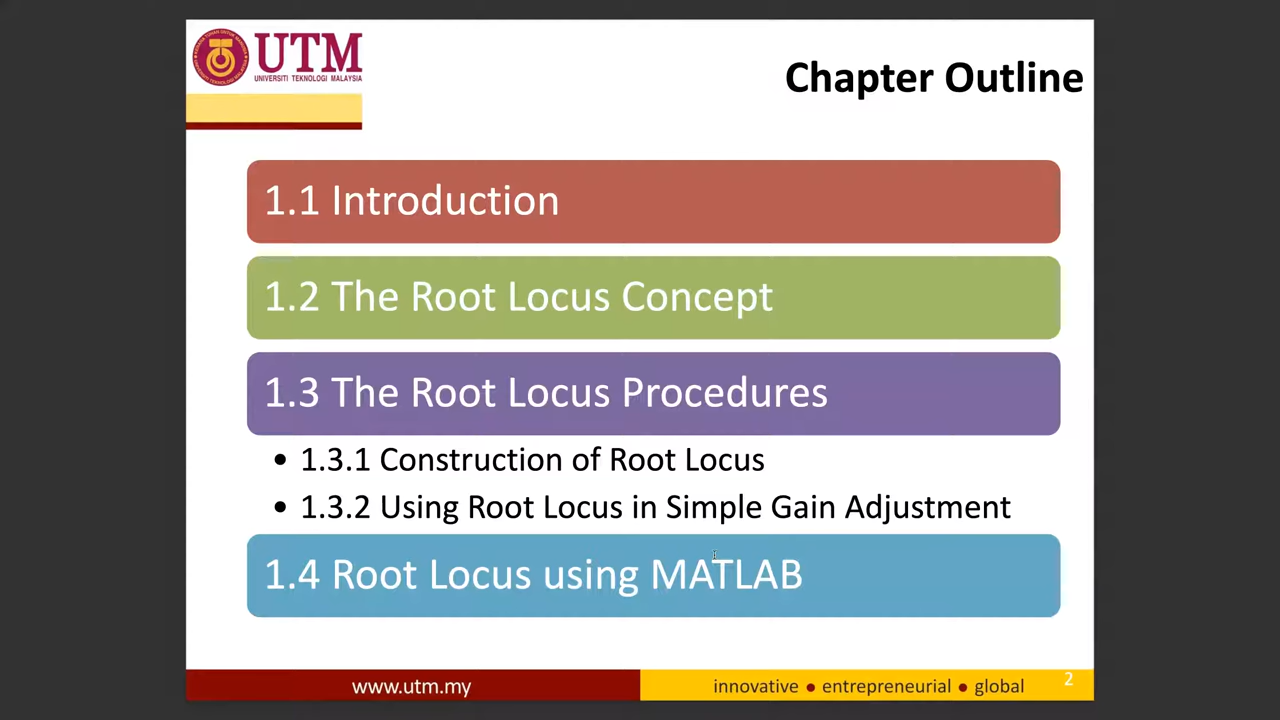 UTM
UNIVERSITI TEKNOLOGI MALAYSIA
Chapter Outline
1.1 Introduction
1.2 The Root Locus Concept
1.3 The Root Locus Procedures
• 1.3.1 Construction of Root Locus
• 1.3.2 Using Root Locus in Simple Gain Adjustment
1.4 Root Locus using MATLAB
www.utm.my
innovative ● entrepreneurial ● global
2